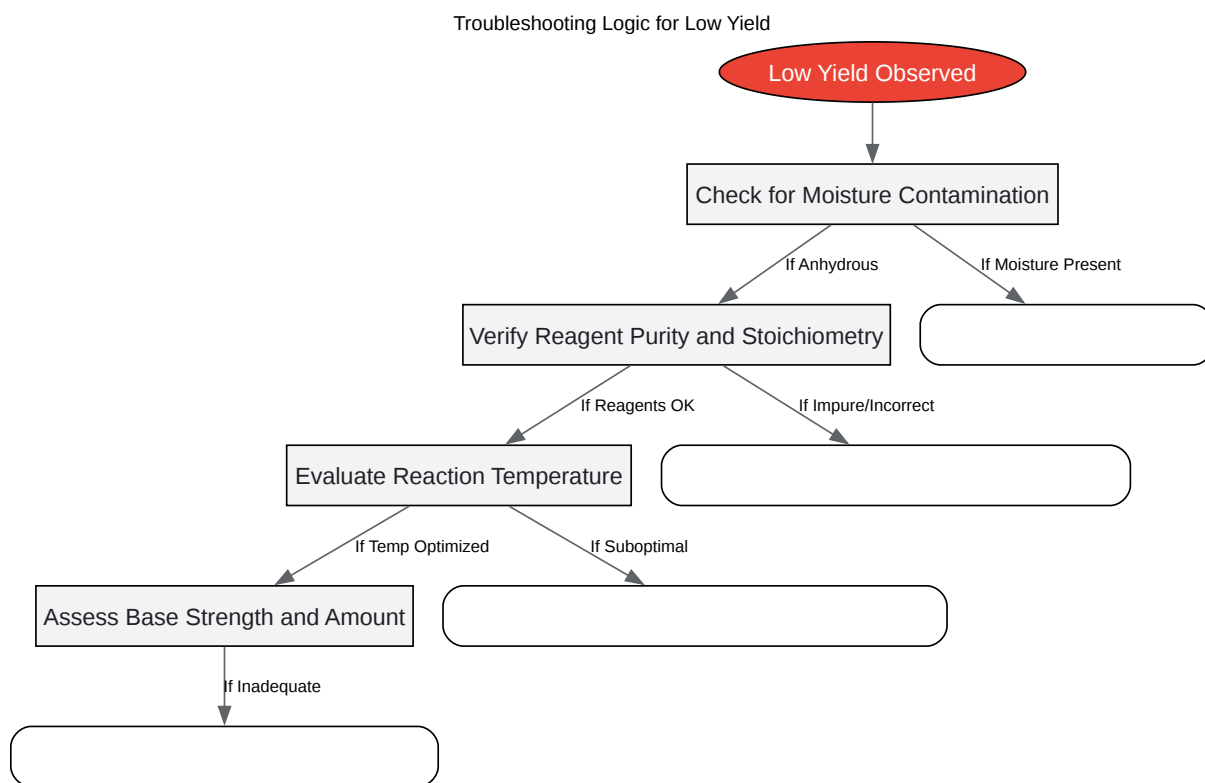 Troubleshooting Logic for Low Yield
Low Yield Observed
Check for Moisture Contamination
If Anhydrous
If Moisture Present
Verify Reagent Purity and Stoichiometry
If Reagents OK
If Impure/Incorrect
Evaluate Reaction Temperature
If Temp Optimized
If Suboptimal
Assess Base Strength and Amount
If Inadequate